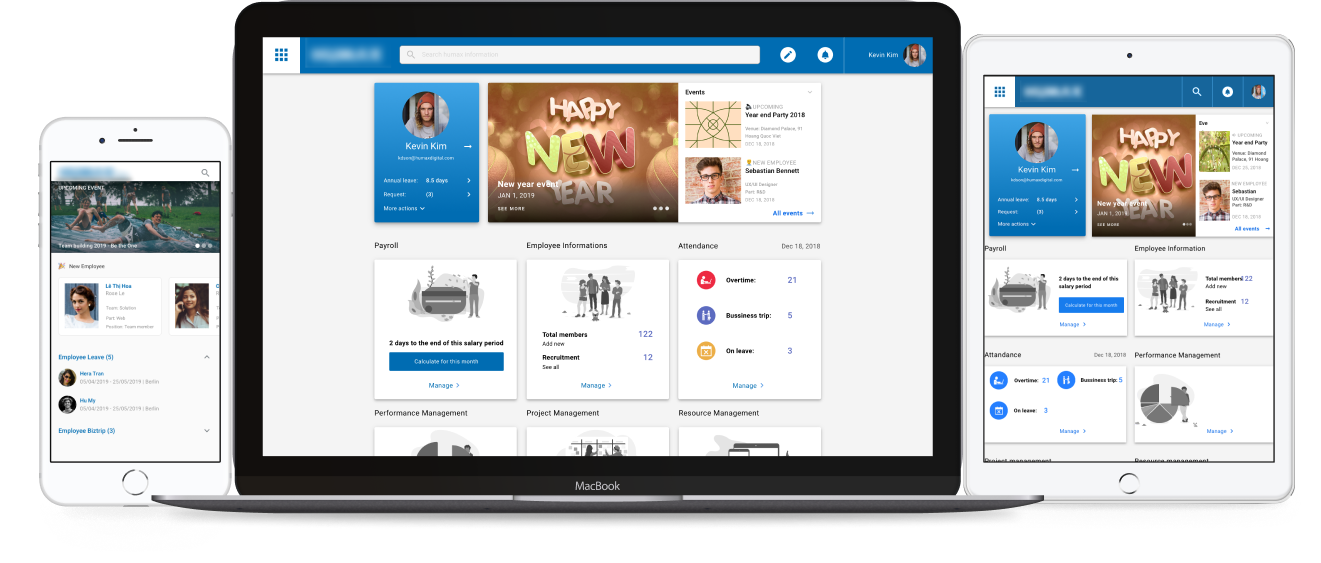 UPCOMING EVENT
Team building 2019 - Be the One
New Employee
Lê Thị Hoa
Rosie Le
Team: Solution
Part: Web
Position: Team member
Employee Leave (5)
Hera Tran
03/04/2019 - 25/05/2019 | Berlin
Hu My
03/04/2019 - 25/05/2019 | Berlin
Employee Biztrip (3)
Search human information
Kevin Kim
Kevin Kim
kdson@humaxdigital.com
Annual leave: 8.5 days
Request: (3)
More actions
HAPPY
NEW
YEAR
New year event
JAN 1, 2019
SEE MORE
Events
UPCOMING
Year end Party 2018
Venue: Diamond Palace, 91
Hoang Quoc Viet
DEC 18, 2018
NEW EMPLOYEE
Sebastian Bennett
UX/UI Designer
Part: R&D
DEC 18, 2018
All events
Payroll
2 days to the end of this salary period
Calculate for this month
Manage
Employee Informations
Total members 122
Add new
Recruitment 12
See all
Manage
Attendance Dec 18, 2018
Overtime: 21
Bussiness trip: 5
On leave: 3
Manage
Performance Management
Project Management
Resource Management
MacBook
Kevin Kim
kdson@humaxdigital.com
Annual leave: 8.5 days
Request: (3)
More actions
HAPPY
NEW
YEAR
New year event
JAN 1, 2019
SEE MORE
Eve
UPCOMING
Year end Party
Venue: Diamond
Palace, 91 Hoang
DEC 25, 2018
NEW EMPLOYEE
Sebastian
UX/UI Designer
Part: R&D
DEC 18, 2018
All events
Payroll
2 days to the end of this
salary period
Calculate for this month
Manage
Employee Information
Total members 122
Add new
Recruitment 12
See all
Manage
Attendance Dec 18, 2018
Overtime: 21
Bussiness trip: 5
On leave: 3
Manage
Performance Management
Manage
Project management
Resource management